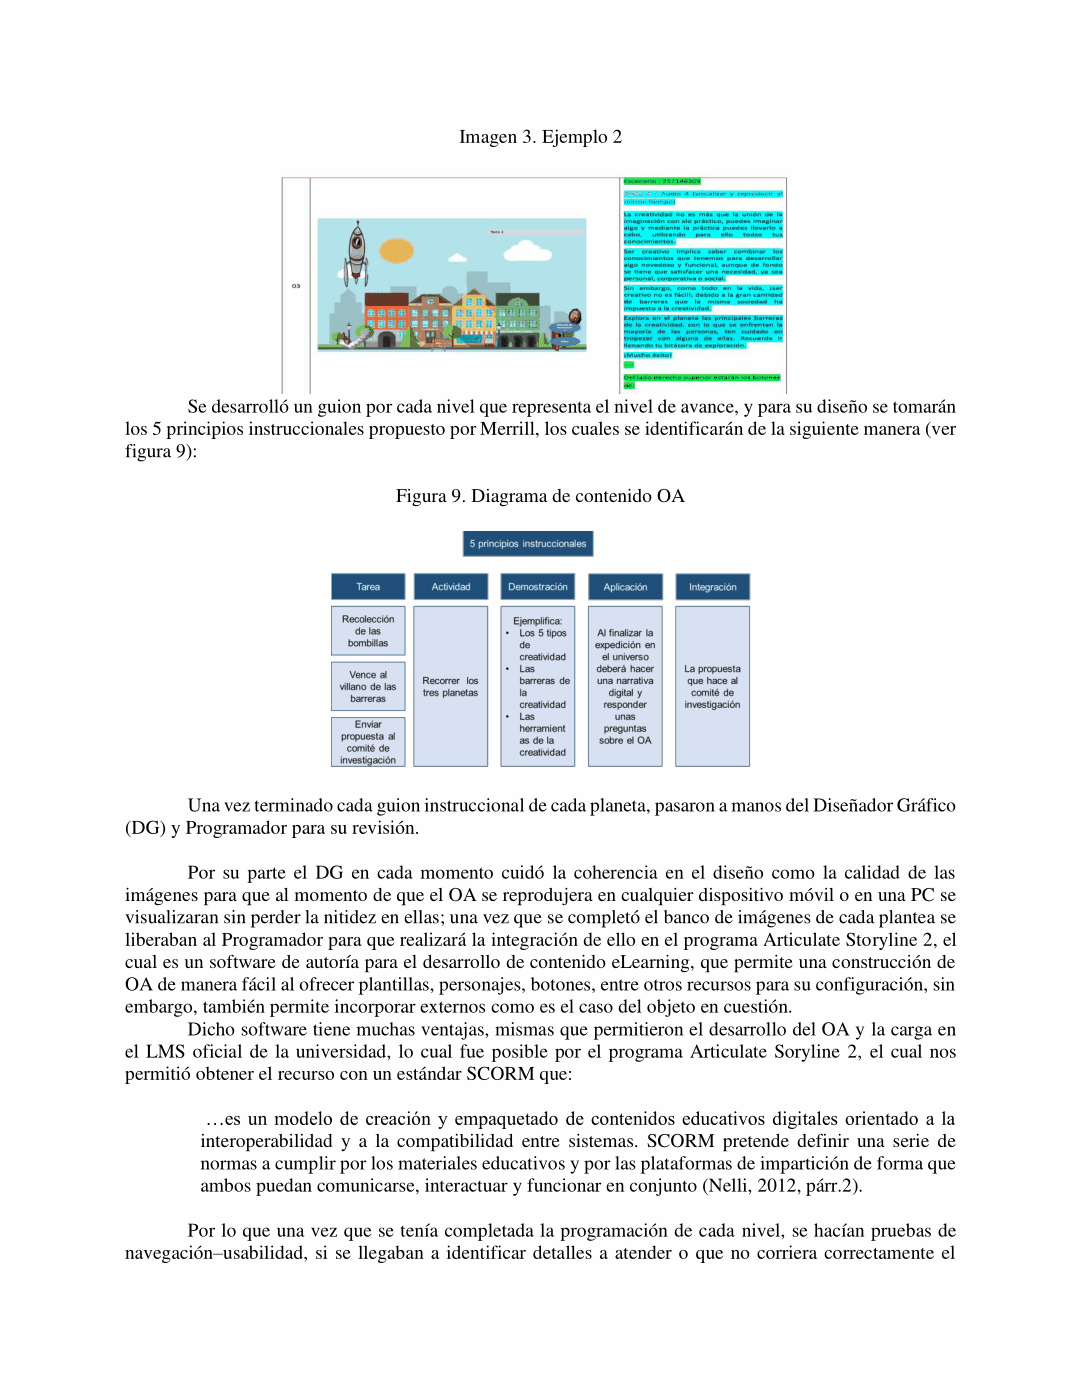 Imagen 3. Ejemplo 2
03
Texto 3
Escenario : 257146309
Audio 4 (visualizar y reproducir al
mismo tiempo)
La creatividad no es más que la unión de la
imaginación con xlo práctico, puedes imaginar
algo y mediante la práctica puedes llevarlo a
cabo, utilizando para ello todos tus
conocimientos.
Ser creativo implica saber combinar los
conocimientos que tenemos para desarrollar
algo novedoso y funcional, aunque de fondo
se tiene que satisfacer una necesidad, ya sea
personal, corporativa o social.
Sin embargo, como todo en la vida, (ser
creativo no es fácil), debido a la gran cantidad
de barreras que la misma sociedad ha
impuesto a la creatividad.
Explora en el planeta las principales barreras
de la creatividad, con lo que se enfrentan la
mayoría de las personas, ten cuidado en
tropezar con alguna de ellas. Recuerda ir
llenando tu bitácora de exploración.
¡Mucho éxito!
Del lado derecho superior estarán los botones
de:
Se desarrolló un guion por cada nivel que representa el nivel de avance, y para su diseño se tomarán
los 5 principios instruccionales propuesto por Merrill, los cuales se identificarán de la siguiente manera (ver
figura 9):
Figura 9. Diagrama de contenido OA
5 principios instruccionales
Tarea
Recolección
de las
bombillas
Vence al
villano de las
barreras
Enviar
propuesta al
comité de
investigación
Actividad
Recorrer los
tres planetas
Demostración
Ejemplifica:
• Los 5 tipos
de
creatividad
• Las
barreras de
la
creatividad
• Las
herramient
as de la
creatividad
Aplicación
Al finalizar la
expedición en
el universo
deberá hacer
una narrativa
digital y
responder
unas
preguntas
sobre el OA
Integración
La propuesta
que hace al
comité de
investigación
Una vez terminado cada guion instruccional de cada planeta, pasaron a manos del Diseñador Gráfico
(DG) y Programador para su revisión.
Por su parte el DG en cada momento cuidó la coherencia en el diseño como la calidad de las
imágenes para que al momento de que el OA se reprodujera en cualquier dispositivo móvil o en una PC se
visualizaran sin perder la nitidez en ellas; una vez que se completó el banco de imágenes de cada plantea se
liberaban al Programador para que realizará la integración de ello en el programa Articulate Storyline 2, el
cual es un software de autoría para el desarrollo de contenido eLearning, que permite una construcción de
OA de manera fácil al ofrecer plantillas, personajes, botones, entre otros recursos para su configuración, sin
embargo, también permite incorporar externos como es el caso del objeto en cuestión.
Dicho software tiene muchas ventajas, mismas que permitieron el desarrollo del OA y la carga en
el LMS oficial de la universidad, lo cual fue posible por el programa Articulate Soryline 2, el cual nos
permitió obtener el recurso con un estándar SCORM que:
…es un modelo de creación y empaquetado de contenidos educativos digitales orientado a la
interoperabilidad y a la compatibilidad entre sistemas. SCORM pretende definir una serie de
normas a cumplir por los materiales educativos y por las plataformas de impartición de forma que
ambos puedan comunicarse, interactuar y funcionar en conjunto (Nelli, 2012, párr.2).
Por lo que una vez que se tenía completada la programación de cada nivel, se hacían pruebas de
navegación–usabilidad, si se llegaban a identificar detalles a atender o que no corriera correctamente el